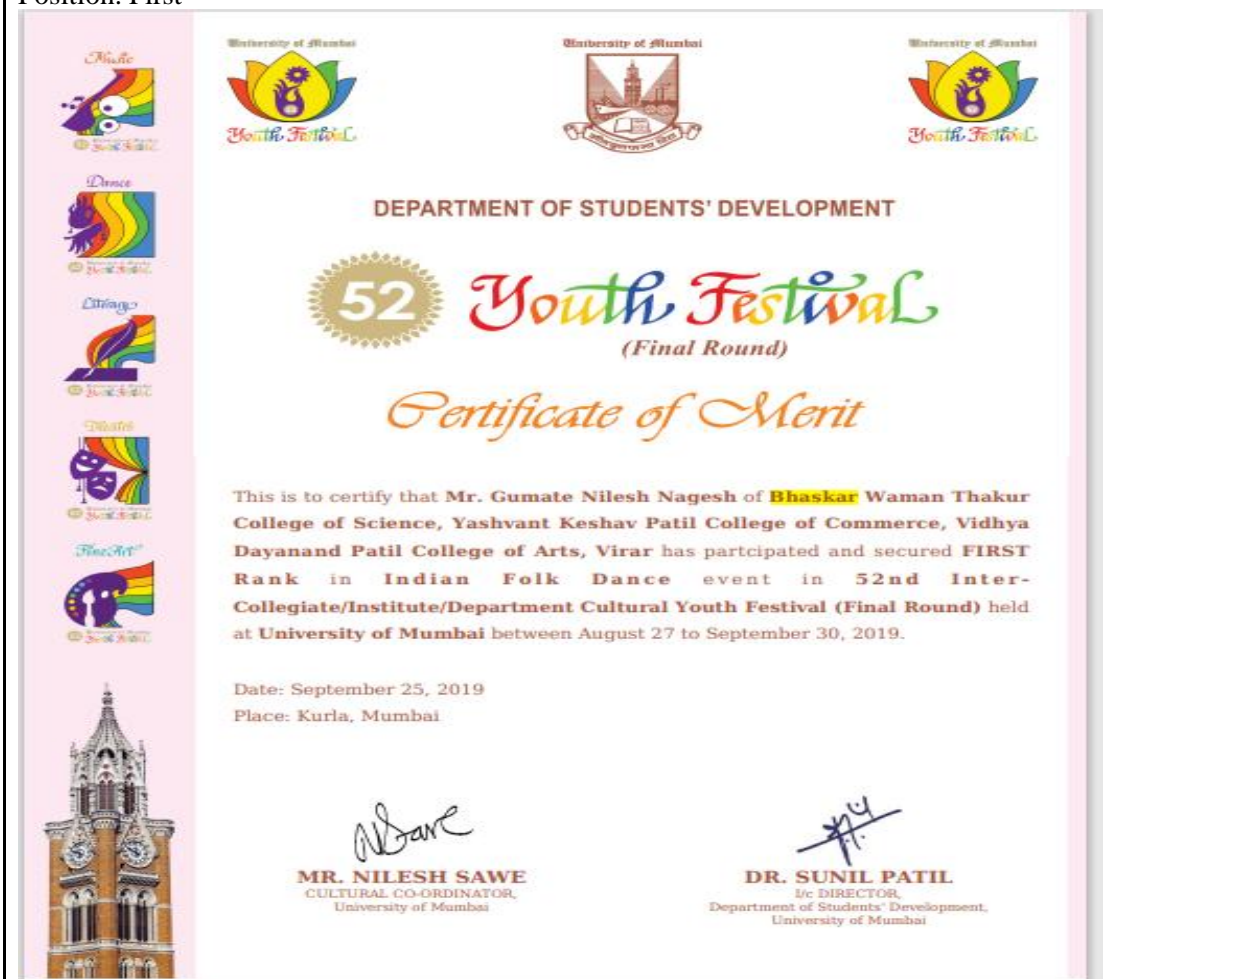 Position: First
Music
University of Mumbai
Youth Festival
University of Mumbai
University of Mumbai
Youth Festival
Dance
DEPARTMENT OF STUDENTS' DEVELOPMENT
Literary
52 Youth Festival
(Final Round)
Certificate of Merit
Theatre
Fine Art
This is to certify that Mr. Gumate Nilesh Nagesh of Bhaskar Waman Thakur
College of Science, Yashvant Keshav Patil College of Commerce, Vidhya
Dayanand Patil College of Arts, Virar has partcipated and secured FIRST
Rank in Indian Folk Dance event in 52nd Inter-
Collegiate/Institute/Department Cultural Youth Festival (Final Round) held
at University of Mumbai between August 27 to September 30, 2019.
Date: September 25, 2019
Place: Kurla, Mumbai
NSave
MR. NILESH SAWE
CULTURAL CO-ORDINATOR,
University of Mumbai
DR. SUNIL PATIL
I/c DIRECTOR,
Department of Students' Development,
University of Mumbai